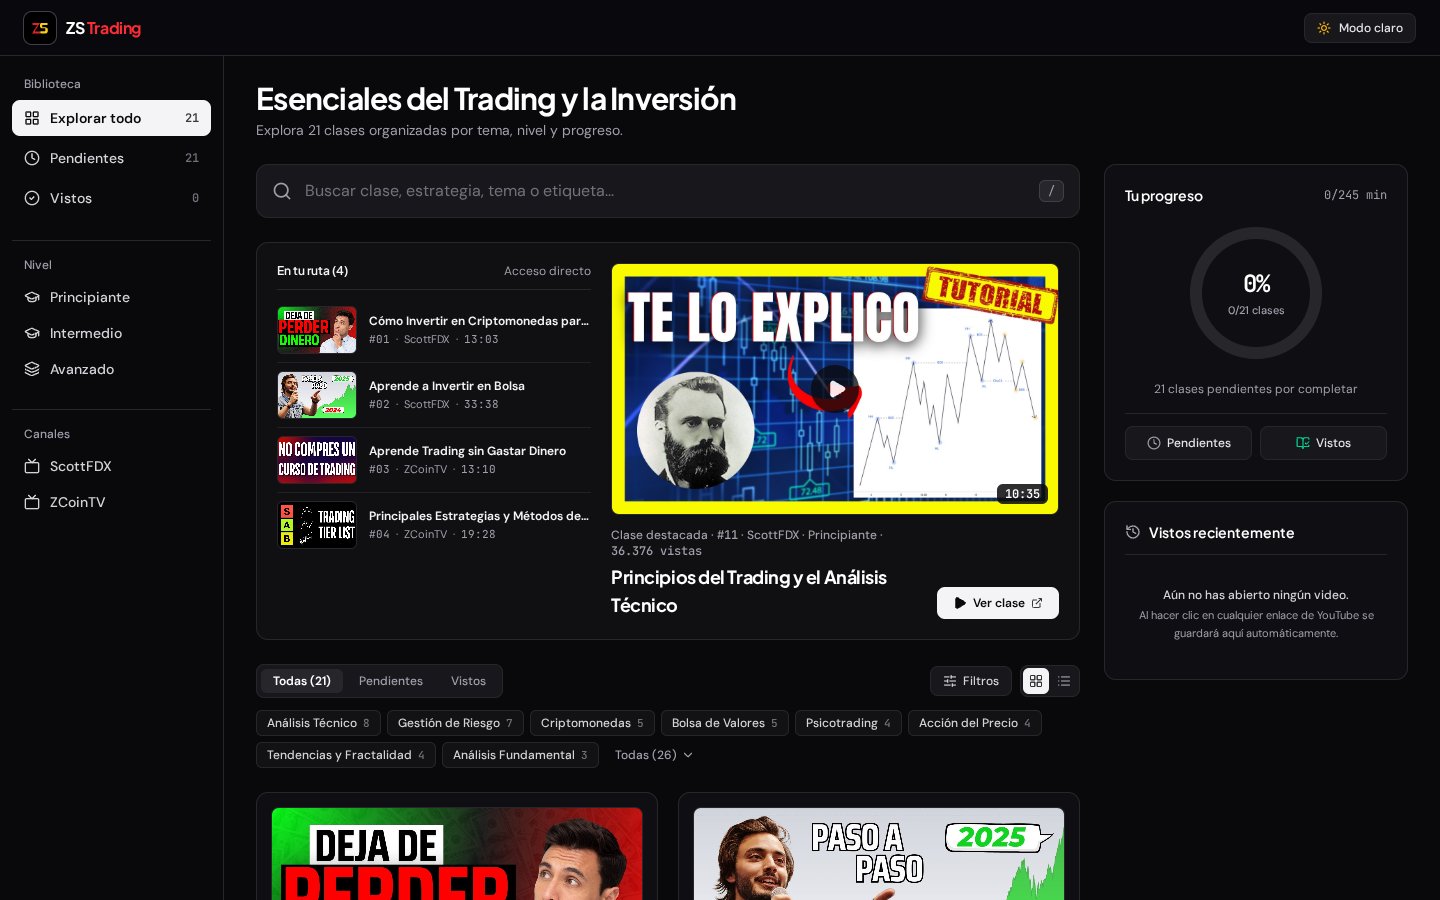 ZS
ZS Trading
Modo claro
Biblioteca
Explorar todo 21
Pendientes 21
Vistos 0
Nivel
Principiante
Intermedio
Avanzado
Canales
ScottFDX
ZCoinTV
Esenciales del Trading y la Inversión
Explora 21 clases organizadas por tema, nivel y progreso.
Buscar clase, estrategia, tema o etiqueta...
/
En tu ruta (4)
Acceso directo
DEJA DE
PERDER
DINERO
Cómo Invertir en Criptomonedas par...
#01 · ScottFDX · 13:03
2025
2024
Aprende a Invertir en Bolsa
#02 · ScottFDX · 33:38
NO COMPRES UN
CURSO DE TRADING
Aprende Trading sin Gastar Dinero
#03 · ZCoinTV · 13:10
S
A
B
TRADING
TIER LIST
Principales Estrategias y Métodos de...
#04 · ZCoinTV · 19:28
TE LO EXPLICO
TUTORIAL
72
72.48
10:35
Clase destacada · #11 · ScottFDX · Principiante ·
36.376 vistas
Principios del Trading y el Análisis
Técnico
Ver clase
Tu progreso
0/245 min
0%
0/21 clases
21 clases pendientes por completar
Pendientes
Vistos
Vistos recientemente
Aún no has abierto ningún video.
Al hacer clic en cualquier enlace de YouTube se
guardará aquí automáticamente.
Todas (21)
Pendientes
Vistos
Filtros
Análisis Técnico 8
Gestión de Riesgo 7
Criptomonedas 5
Bolsa de Valores 5
Psicotrading 4
Acción del Precio 4
Tendencias y Fractalidad 4
Análisis Fundamental 3
Todas (26)
DEJA DE
PERDER
PASO A
PASO
2025